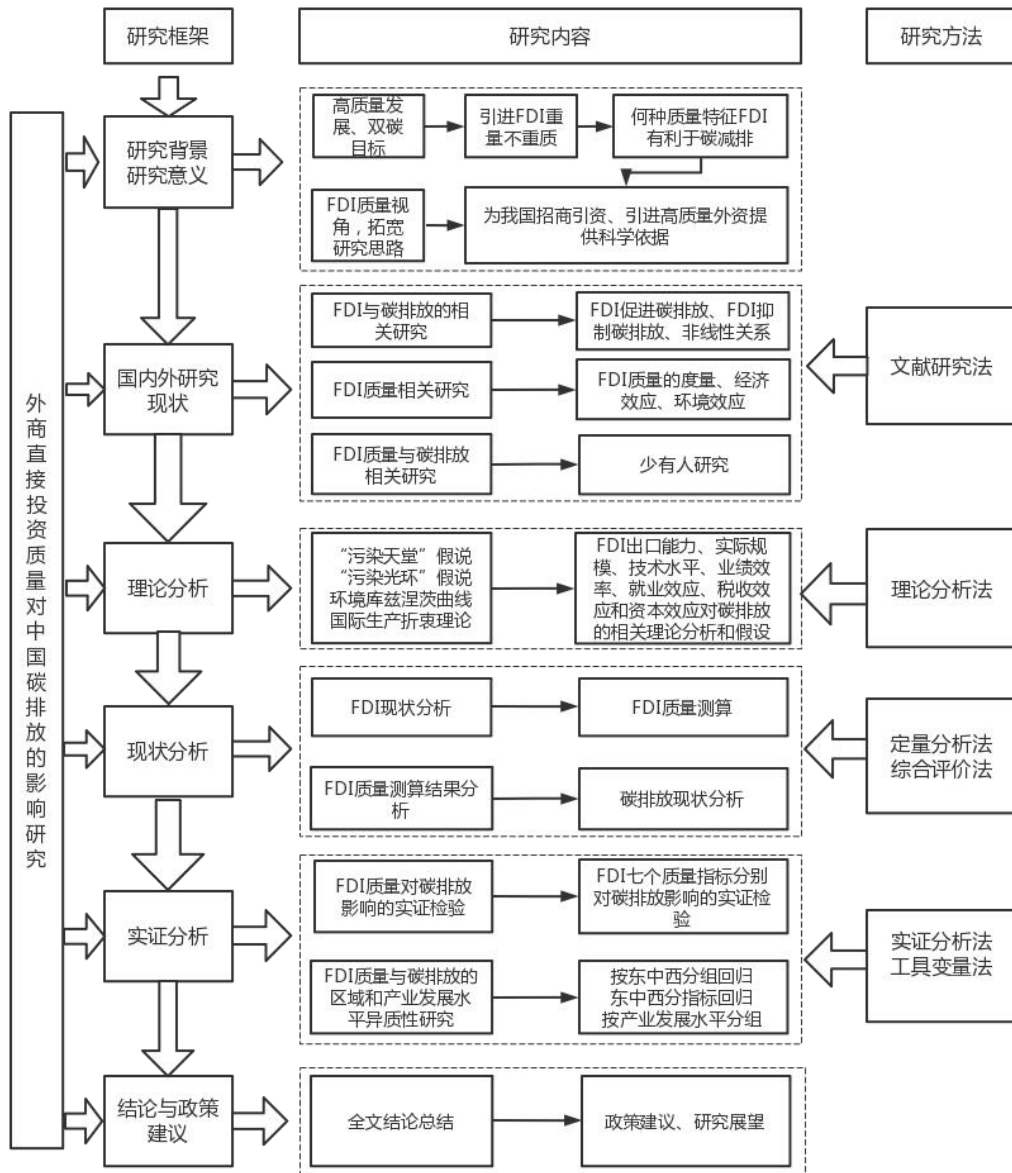 研究框架
研究内容
研究方法
外商直接投资质量对中国碳排放的影响研究
研究背景
研究意义
高质量发
展、双碳
目标
引进FDI重
量不重质
何种质量特征FDI
有利于碳减排
FDI质量视
角，拓宽
研究思路
为我国招商引资、引进高质量外资提
供科学依据
国内外研究
现状
FDI与碳排放的相
关研究
FDI促进碳排放、FDI抑
制碳排放、非线性关系
FDI质量相关研究
FDI质量的度量、经济
效应、环境效应
FDI质量与碳排放
相关研究
少有人研究
文献研究法
理论分析
“污染天堂”假说
“污染光环”假说
环境库兹涅茨曲线
国际生产折衷理论
FDI出口能力、实际规
模、技术水平、业绩效
率、就业效应、税收效
应和资本效应对碳排放
的相关理论分析和假设
理论分析法
现状分析
FDI现状分析
FDI质量测算
FDI质量测算结果分
析
碳排放现状分析
定量分析法
综合评价法
实证分析
FDI质量对碳排放
影响的实证检验
FDI七个质量指标分别
对碳排放影响的实证检
验
FDI质量与碳排放的
区域和产业发展水
平异质性研究
按东中西分组回归
东中西分指标回归
按产业发展水平分组
实证分析法
工具变量法
结论与政策
建议
全文结论总结
政策建议、研究展望